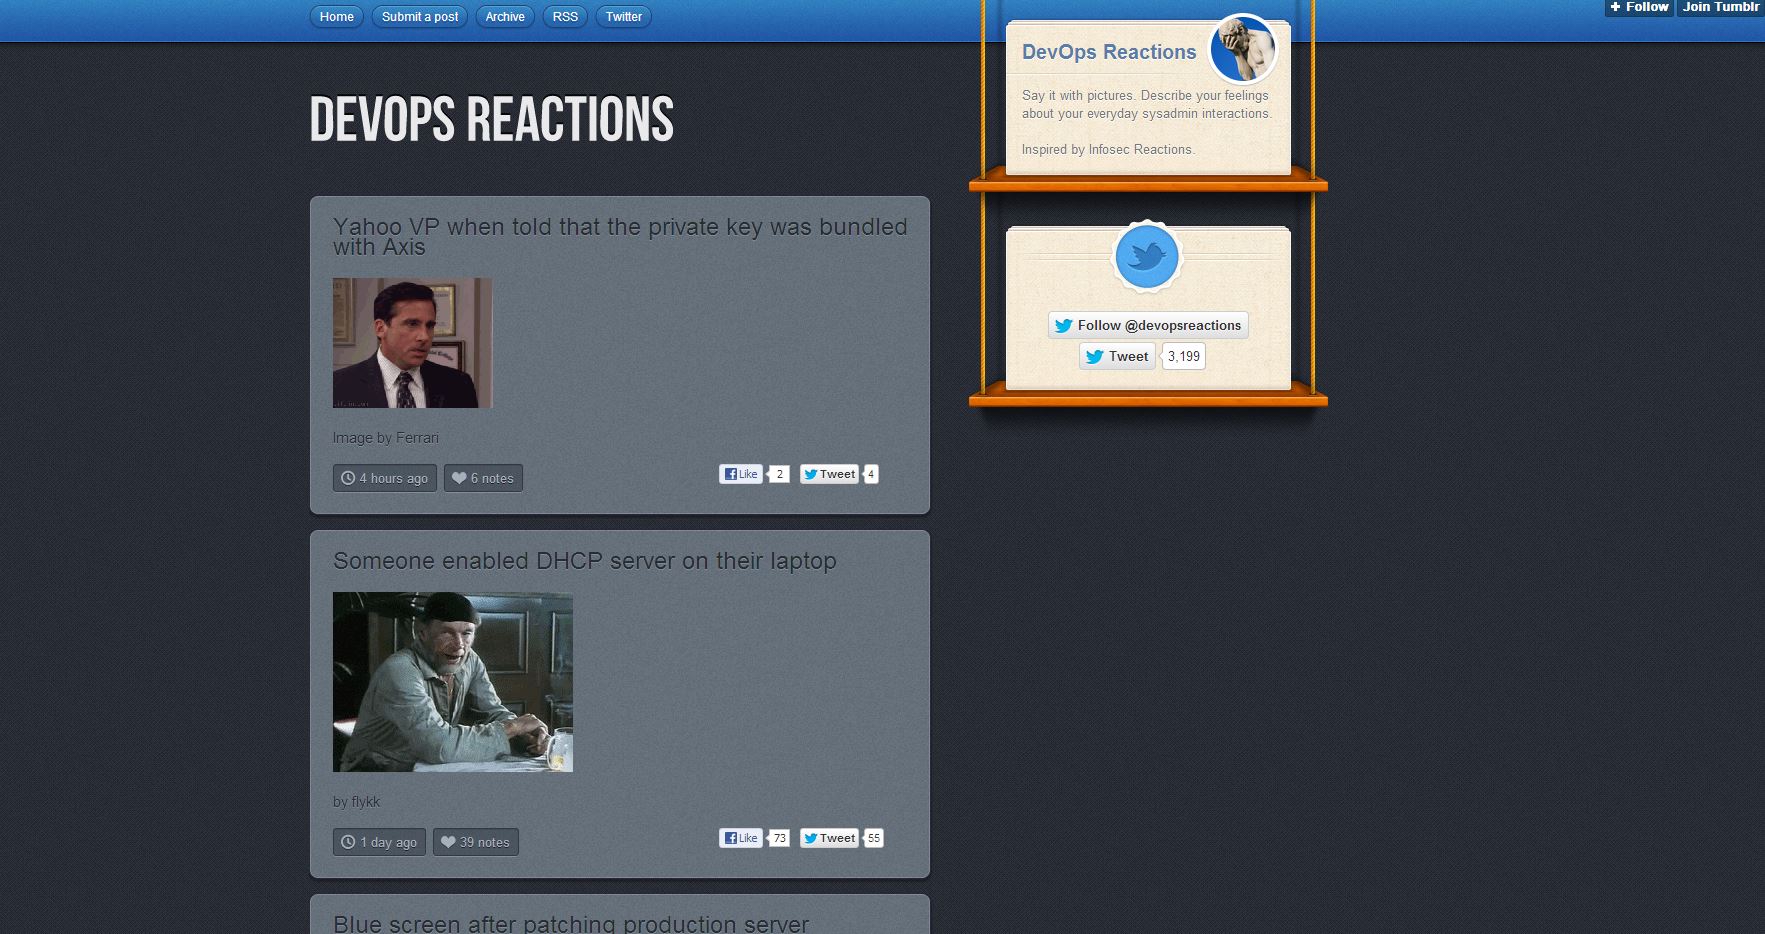 Home
Submit a post
Archive
RSS
Twitter
+ Follow
Join Tumblr
DEVOPS REACTIONS
DevOps Reactions
Say it with pictures. Describe your feelings
about your everyday sysadmin interactions.
Inspired by Infosec Reactions.
Follow @devopsreactions
Tweet
3,199
Yahoo VP when told that the private key was bundled
with Axis
Image by Ferrari
4 hours ago
6 notes
Like
2
Tweet
4
Someone enabled DHCP server on their laptop
by flykk
1 day ago
39 notes
Like
73
Tweet
55
Blue screen after patching production server